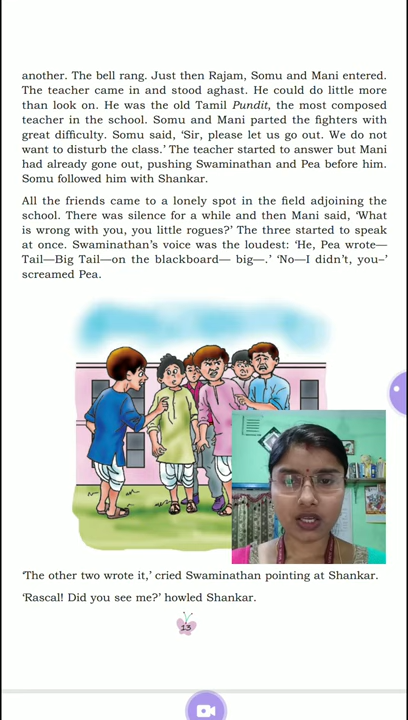 another. The bell rang. Just then Rajam, Somu and Mani entered.
The teacher came in and stood aghast. He could do little more
than look on. He was the old Tamil Pundit, the most composed
teacher in the school. Somu and Mani parted the fighters with
great difficulty. Somu said, ‘Sir, please let us go out. We do not
want to disturb the class.’ The teacher started to answer but Mani
had already gone out, pushing Swaminathan and Pea before him.
Somu followed him with Shankar.
All the friends came to a lonely spot in the field adjoining the
school. There was silence for a while and then Mani said, ‘What
is wrong with you, you little rogues?’ The three started to speak
at once. Swaminathan’s voice was the loudest: ‘He, Pea wrote—
Tail—Big Tail—on the blackboard— big—.’ ‘No—I didn’t, you–’
screamed Pea.
‘The other two wrote it,’ cried Swaminathan pointing at Shankar.
‘Rascal! Did you see me?’ howled Shankar.
13